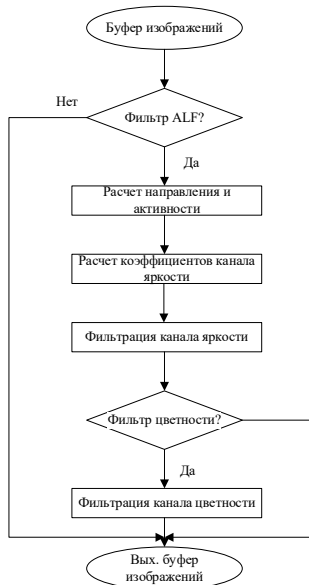 Буфер изображений
Нет
Фильтр ALF?
Да
Расчет направления и
активности
Расчет коэффициентов канала
яркости
Фильтрация канала яркости
Фильтр цветности?
Да
Фильтрация канала цветности
Вых. буфер
изображений